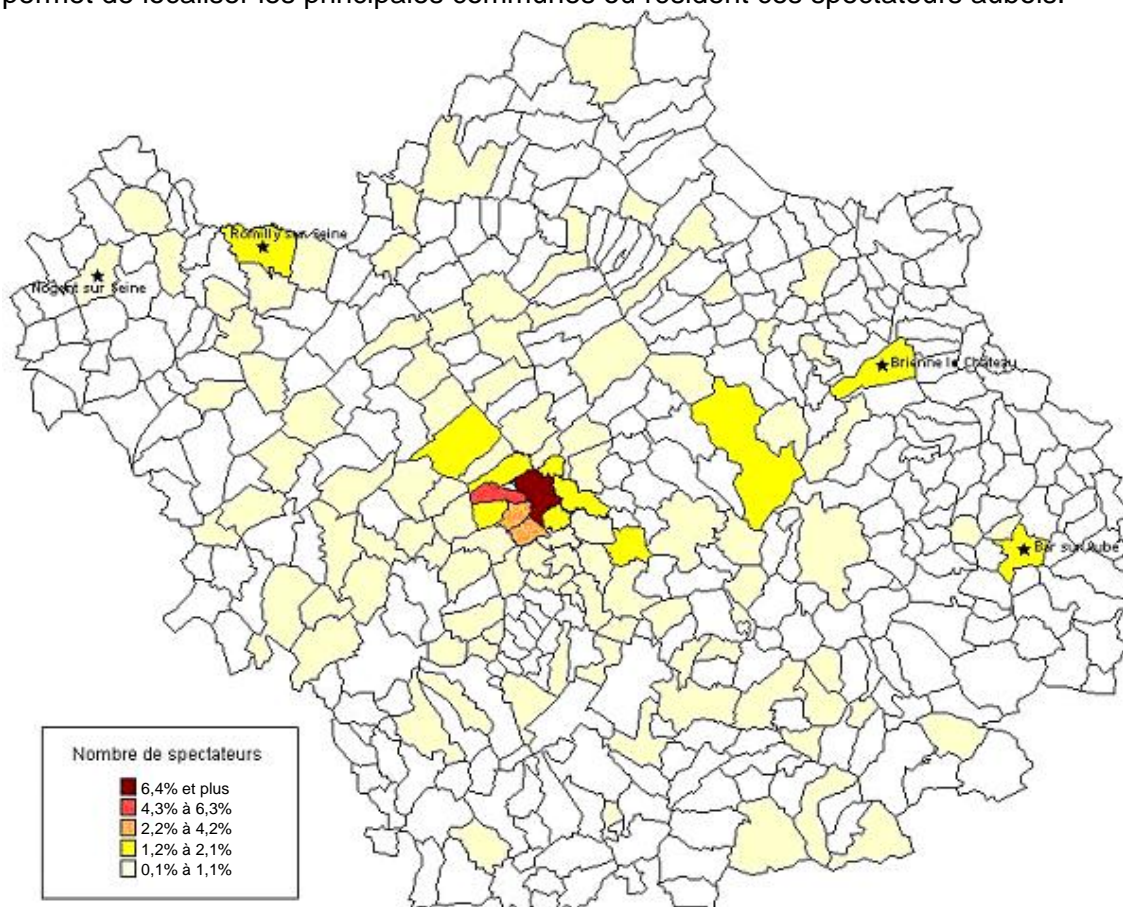 permet de localiser les principales communes où résident ces spectateurs aubois.
Romilly sur Seine
Nogent sur Seine
Brienne le Château
Bar sur Aube
Nombre de spectateurs
6,4% et plus
4,3% à 6,3%
2,2% à 4,2%
1,2% à 2,1%
0,1% à 1,1%